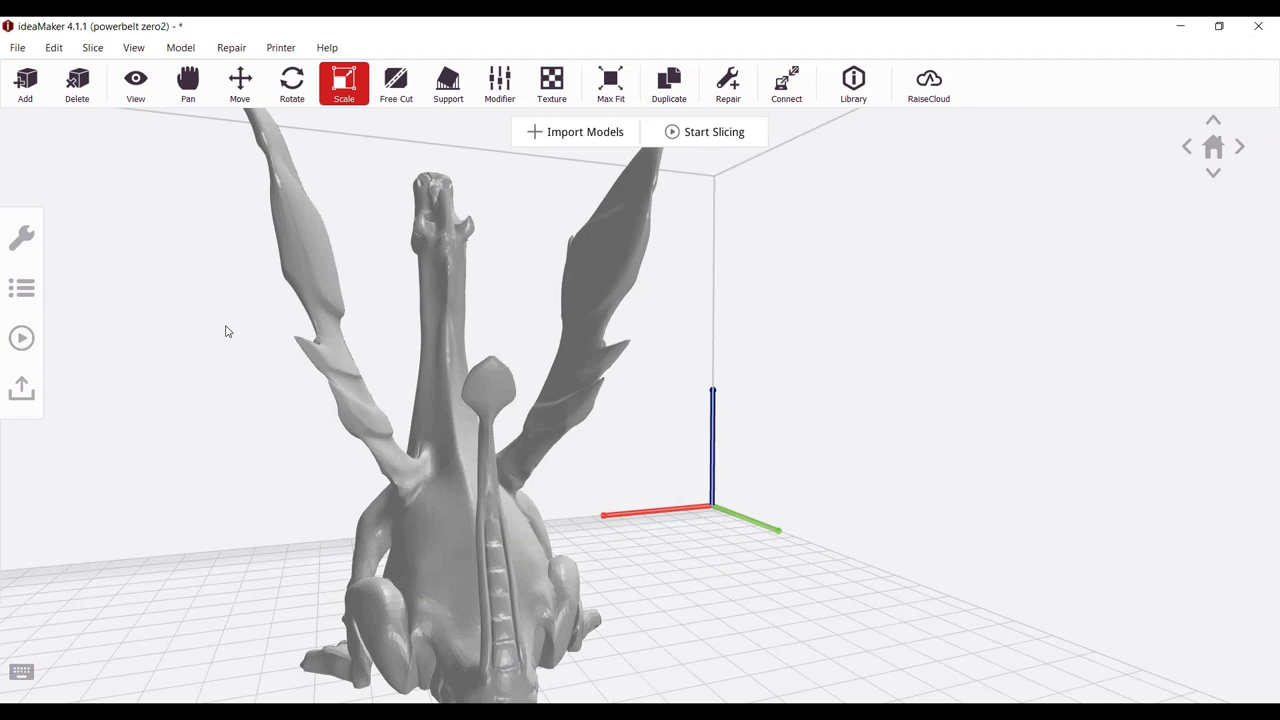 ideaMaker 4.1.1 (powerbelt zero2) - *
File Edit Slice View Model Repair Printer Help
Add Delete View Pan Move Rotate Scale Free Cut Support Modifier Texture Max Fit Duplicate Repair Connect Library RaiseCloud
Import Models Start Slicing